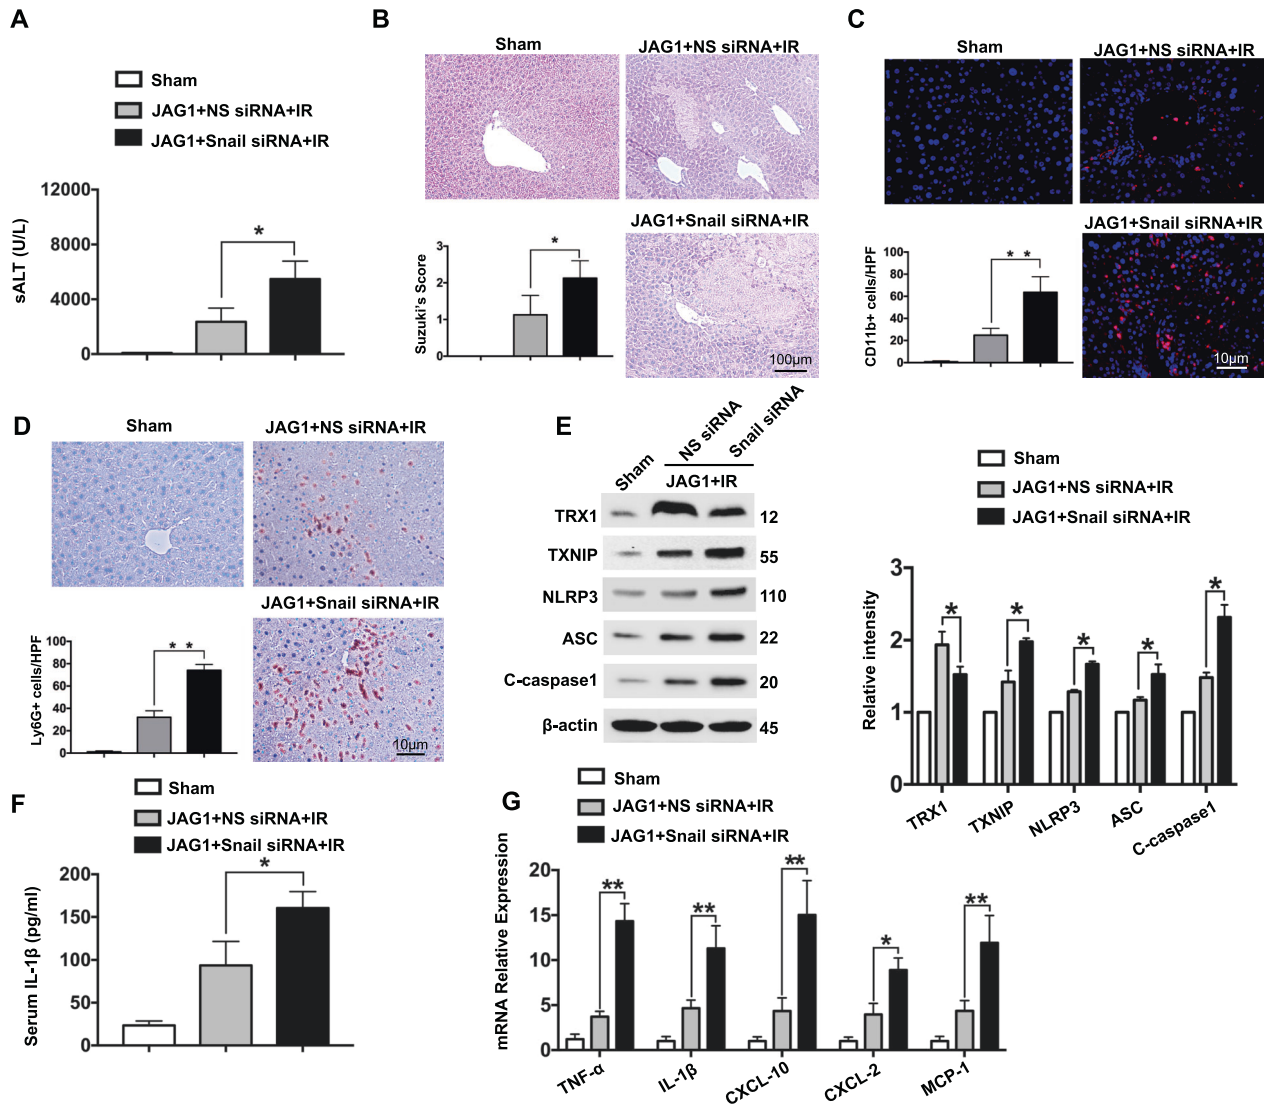 A
Sham
JAG1+NS siRNA+IR
JAG1+Snail siRNA+IR
12000
8000
4000
0
sALT (U/L)
*
B
Sham
JAG1+NS siRNA+IR
JAG1+Snail siRNA+IR
3
2
1
0
Suzuki's Score
*
100μm
C
Sham
JAG1+NS siRNA+IR
JAG1+Snail siRNA+IR
100
80
60
40
20
0
CD11b+ cells/HPF
* *
10μm
D
Sham
JAG1+NS siRNA+IR
JAG1+Snail siRNA+IR
100
80
60
40
20
0
Ly6G+ cells/HPF
* *
10μm
E
Sham
NS siRNA
Snail siRNA
JAG1+IR
TRX1 12
TXNIP 55
NLRP3 110
ASC 22
C-caspase1 20
β-actin 45
Sham
JAG1+NS siRNA+IR
JAG1+Snail siRNA+IR
3
2
1
0
Relative intensity
* * * * *
TRX1 TXNIP NLRP3 ASC C-caspase1
F
Sham
JAG1+NS siRNA+IR
JAG1+Snail siRNA+IR
200
150
100
50
0
Serum IL-1β (pg/ml)
*
G
Sham
JAG1+NS siRNA+IR
JAG1+Snail siRNA+IR
20
15
10
5
0
mRNA Relative Expression
** ** ** * **
TNF-α IL-1β CXCL-10 CXCL-2 MCP-1